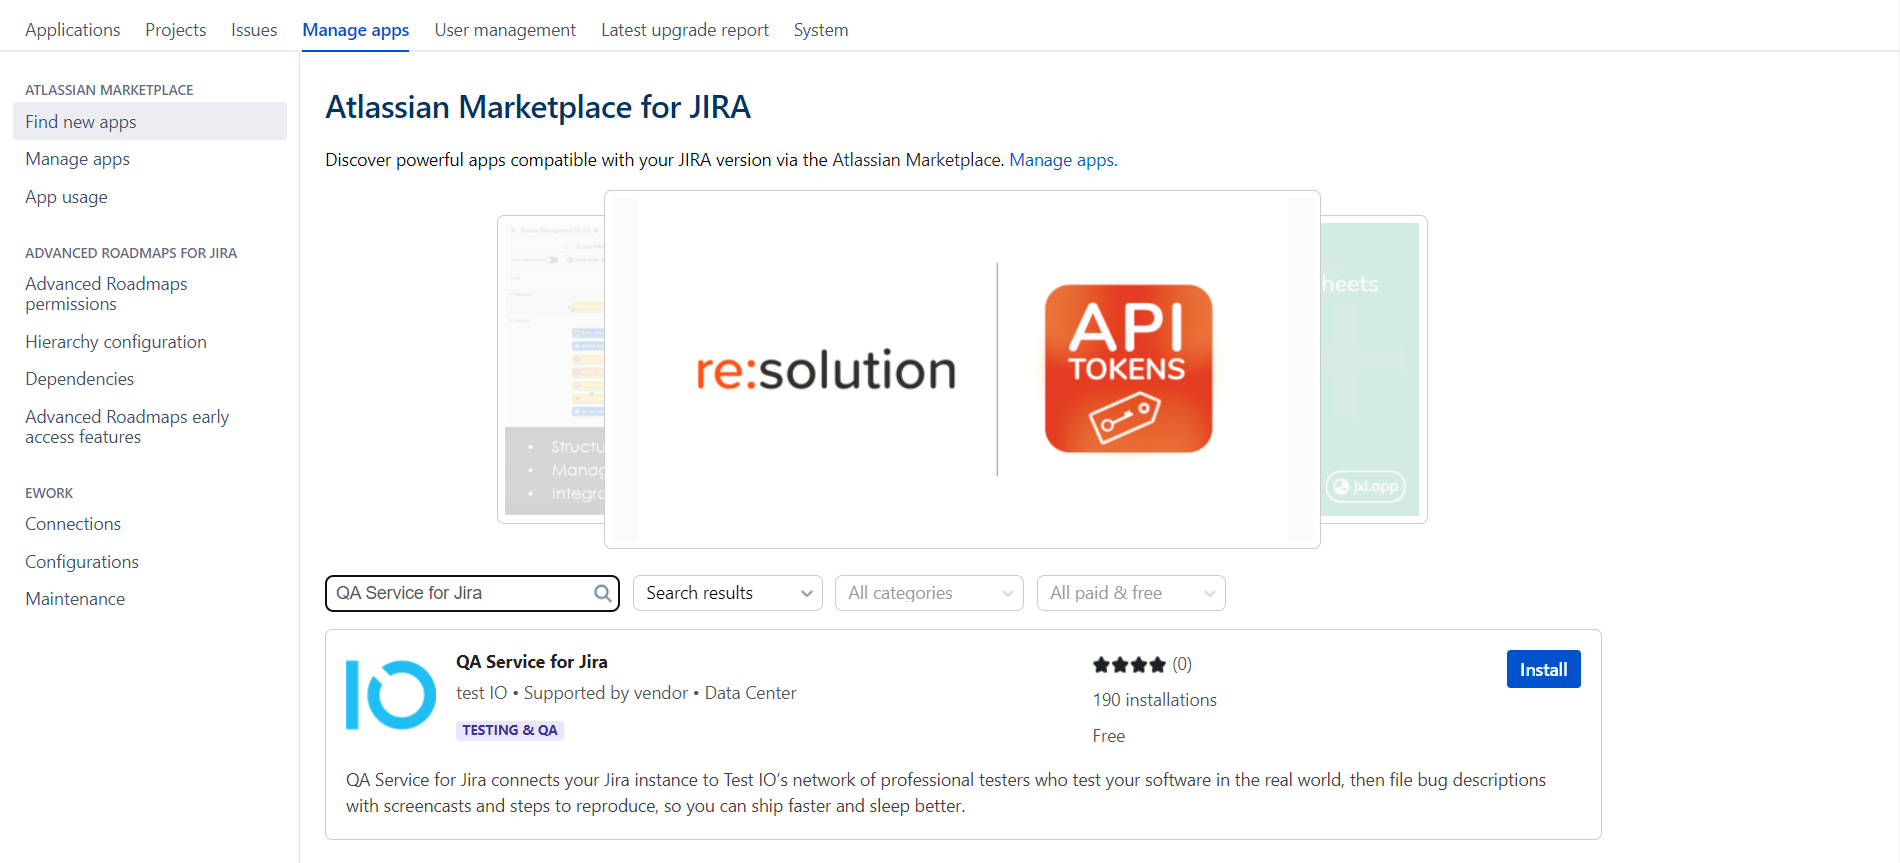 Applications Projects Issues Manage apps User management Latest upgrade report System
ATLASSIAN MARKETPLACE
Find new apps
Manage apps
App usage
ADVANCED ROADMAPS FOR JIRA
Advanced Roadmaps
permissions
Hierarchy configuration
Dependencies
Advanced Roadmaps early
access features
EWORK
Connections
Configurations
Maintenance
Atlassian Marketplace for JIRA
Discover powerful apps compatible with your JIRA version via the Atlassian Marketplace. Manage apps.
• Structu
• Manag
• Integra
re:solution
API
TOKENS
heets
jxl.app
QA Service for Jira Search results All categories All paid & free
QA Service for Jira
test IO • Supported by vendor • Data Center
TESTING & QA
(0)
190 installations
Free
Install
QA Service for Jira connects your Jira instance to Test IO’s network of professional testers who test your software in the real world, then file bug descriptions
with screencasts and steps to reproduce, so you can ship faster and sleep better.